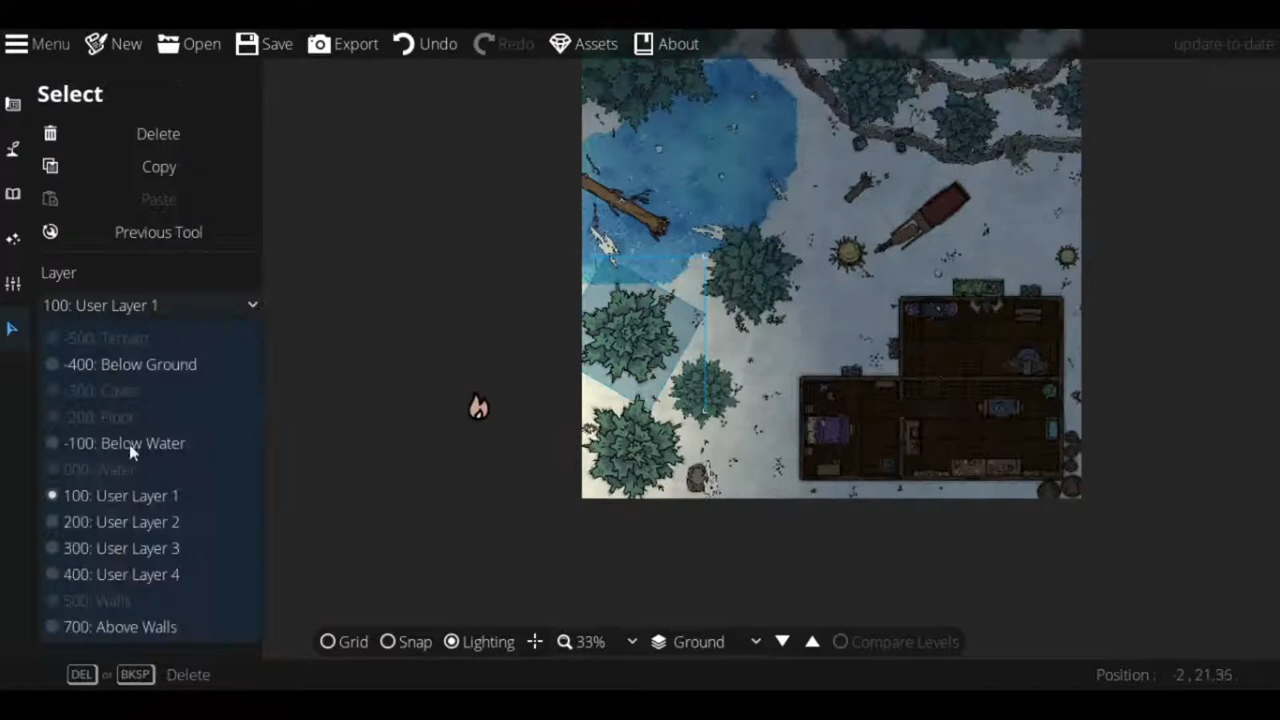 Menu New Open Save Export Undo Redo Assets About update-to-date
Select
Delete
Copy
Paste
Previous Tool
Layer
100: User Layer 1
-500: Terrain
-400: Below Ground
-300: Caves
-200: Floor
-100: Below Water
000: Water
100: User Layer 1
200: User Layer 2
300: User Layer 3
400: User Layer 4
500: Walls
700: Above Walls
Grid Snap Lighting 33% Ground Compare Levels
DEL or BKSP Delete Position : -2 , 21.36